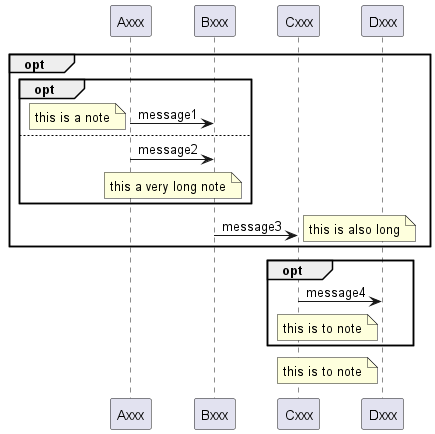 Axxx Bxxx Cxxx Dxxx
opt
opt
this is a note message1
message2
this a very long note
message3 this is also long
opt
message4
this is to note
this is to note
Axxx Bxxx Cxxx Dxxx